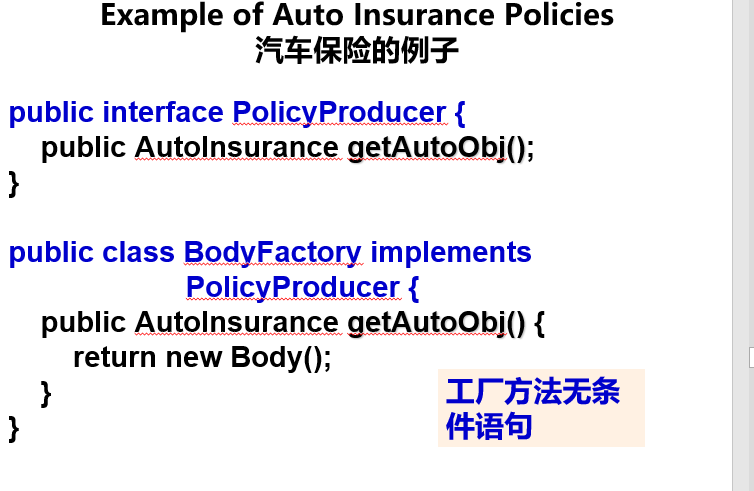 Example of Auto Insurance Policies
汽车保险的例子
public interface PolicyProducer {
public AutoInsurance getAutoObj();
}
public class BodyFactory implements
PolicyProducer {
public AutoInsurance getAutoObj() {
return new Body();
}
}
工厂方法无条
件语句